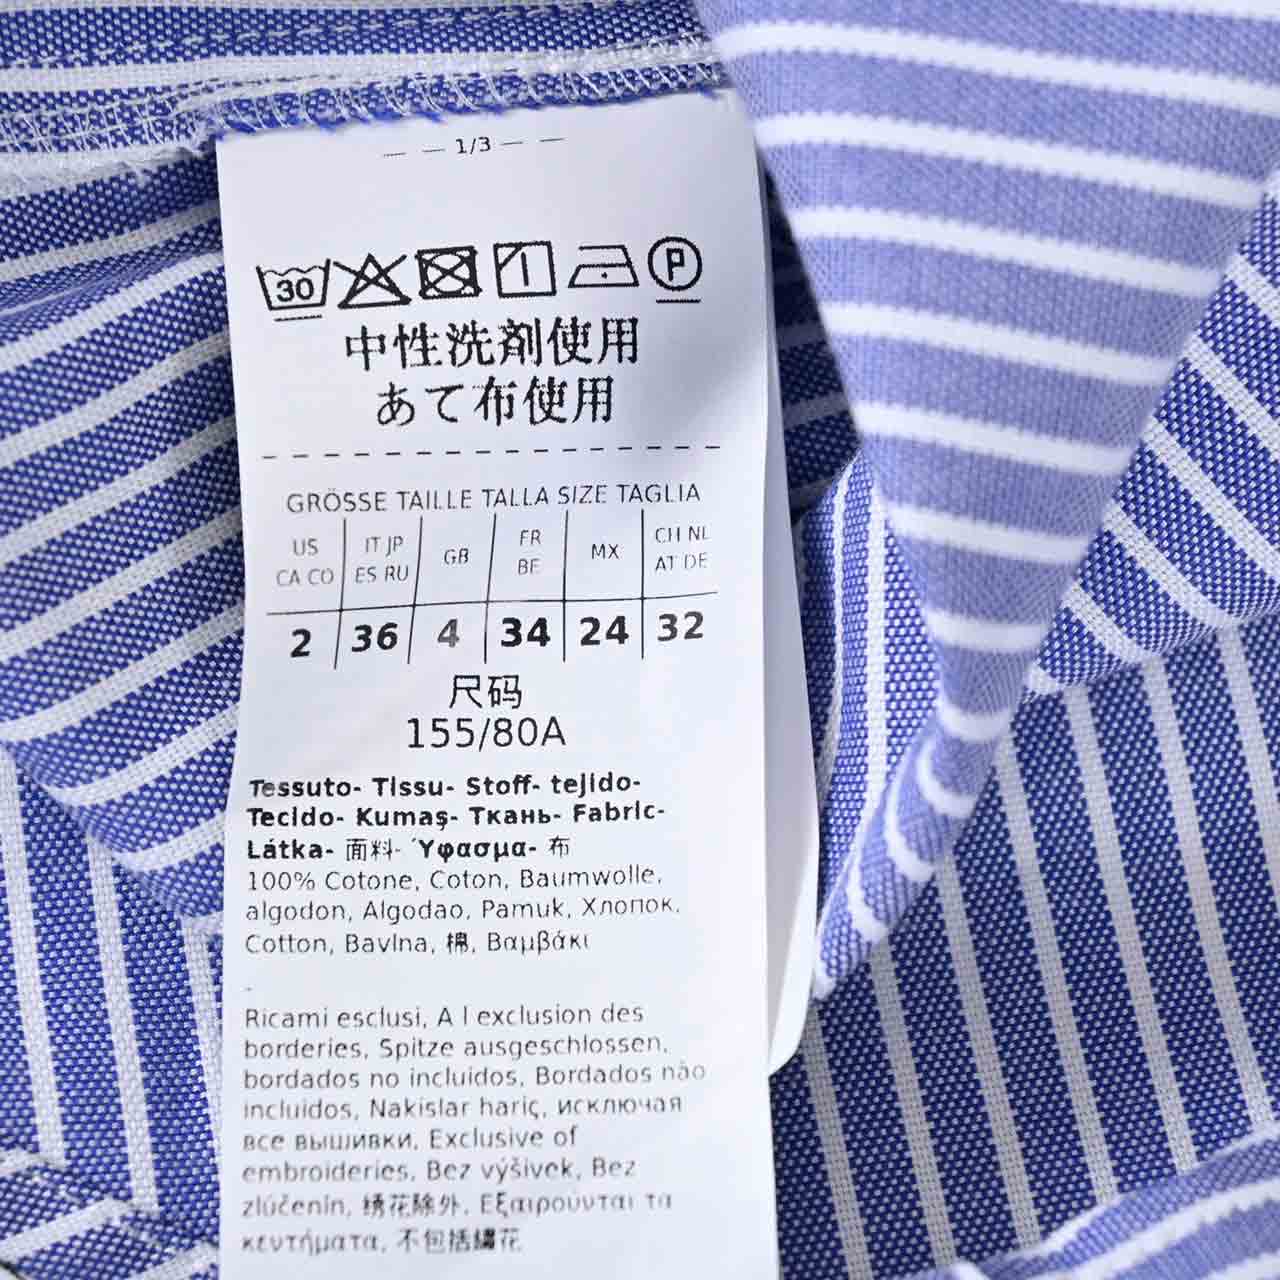 1/3
30
P
中性洗剤使用
あて布使用
GRÖSSE TAILLE TALLA SIZE TAGLIA
US CA CO
IT JP ES RU
GB
FR BE
MX
CH NL AT DE
2 36 4 34 24 32
尺码
155/80A
Tessuto- Tissu- Stoff- tejido-
Tecido- Kumaş- Ткань- Fabric-
Látka- 面料- Ύφασμα- 布
100% Cotone, Coton, Baumwolle,
algodon, Algodao, Pamuk, Хлопок,
Cotton, Bavlna, 棉, Βαμβάκι
-
Ricami esclusi, A l exclusion des
borderies, Spitze ausgeschlossen,
bordados no incluidos, Bordados não
incluidos, Nakislar hariç, исключая
все вышивки, Exclusive of
embroideries, Bez výšivek, Bez
zlúčenín, 绣花除外, Εξαιρούνται τα
κεντήματα, 不包括繡花